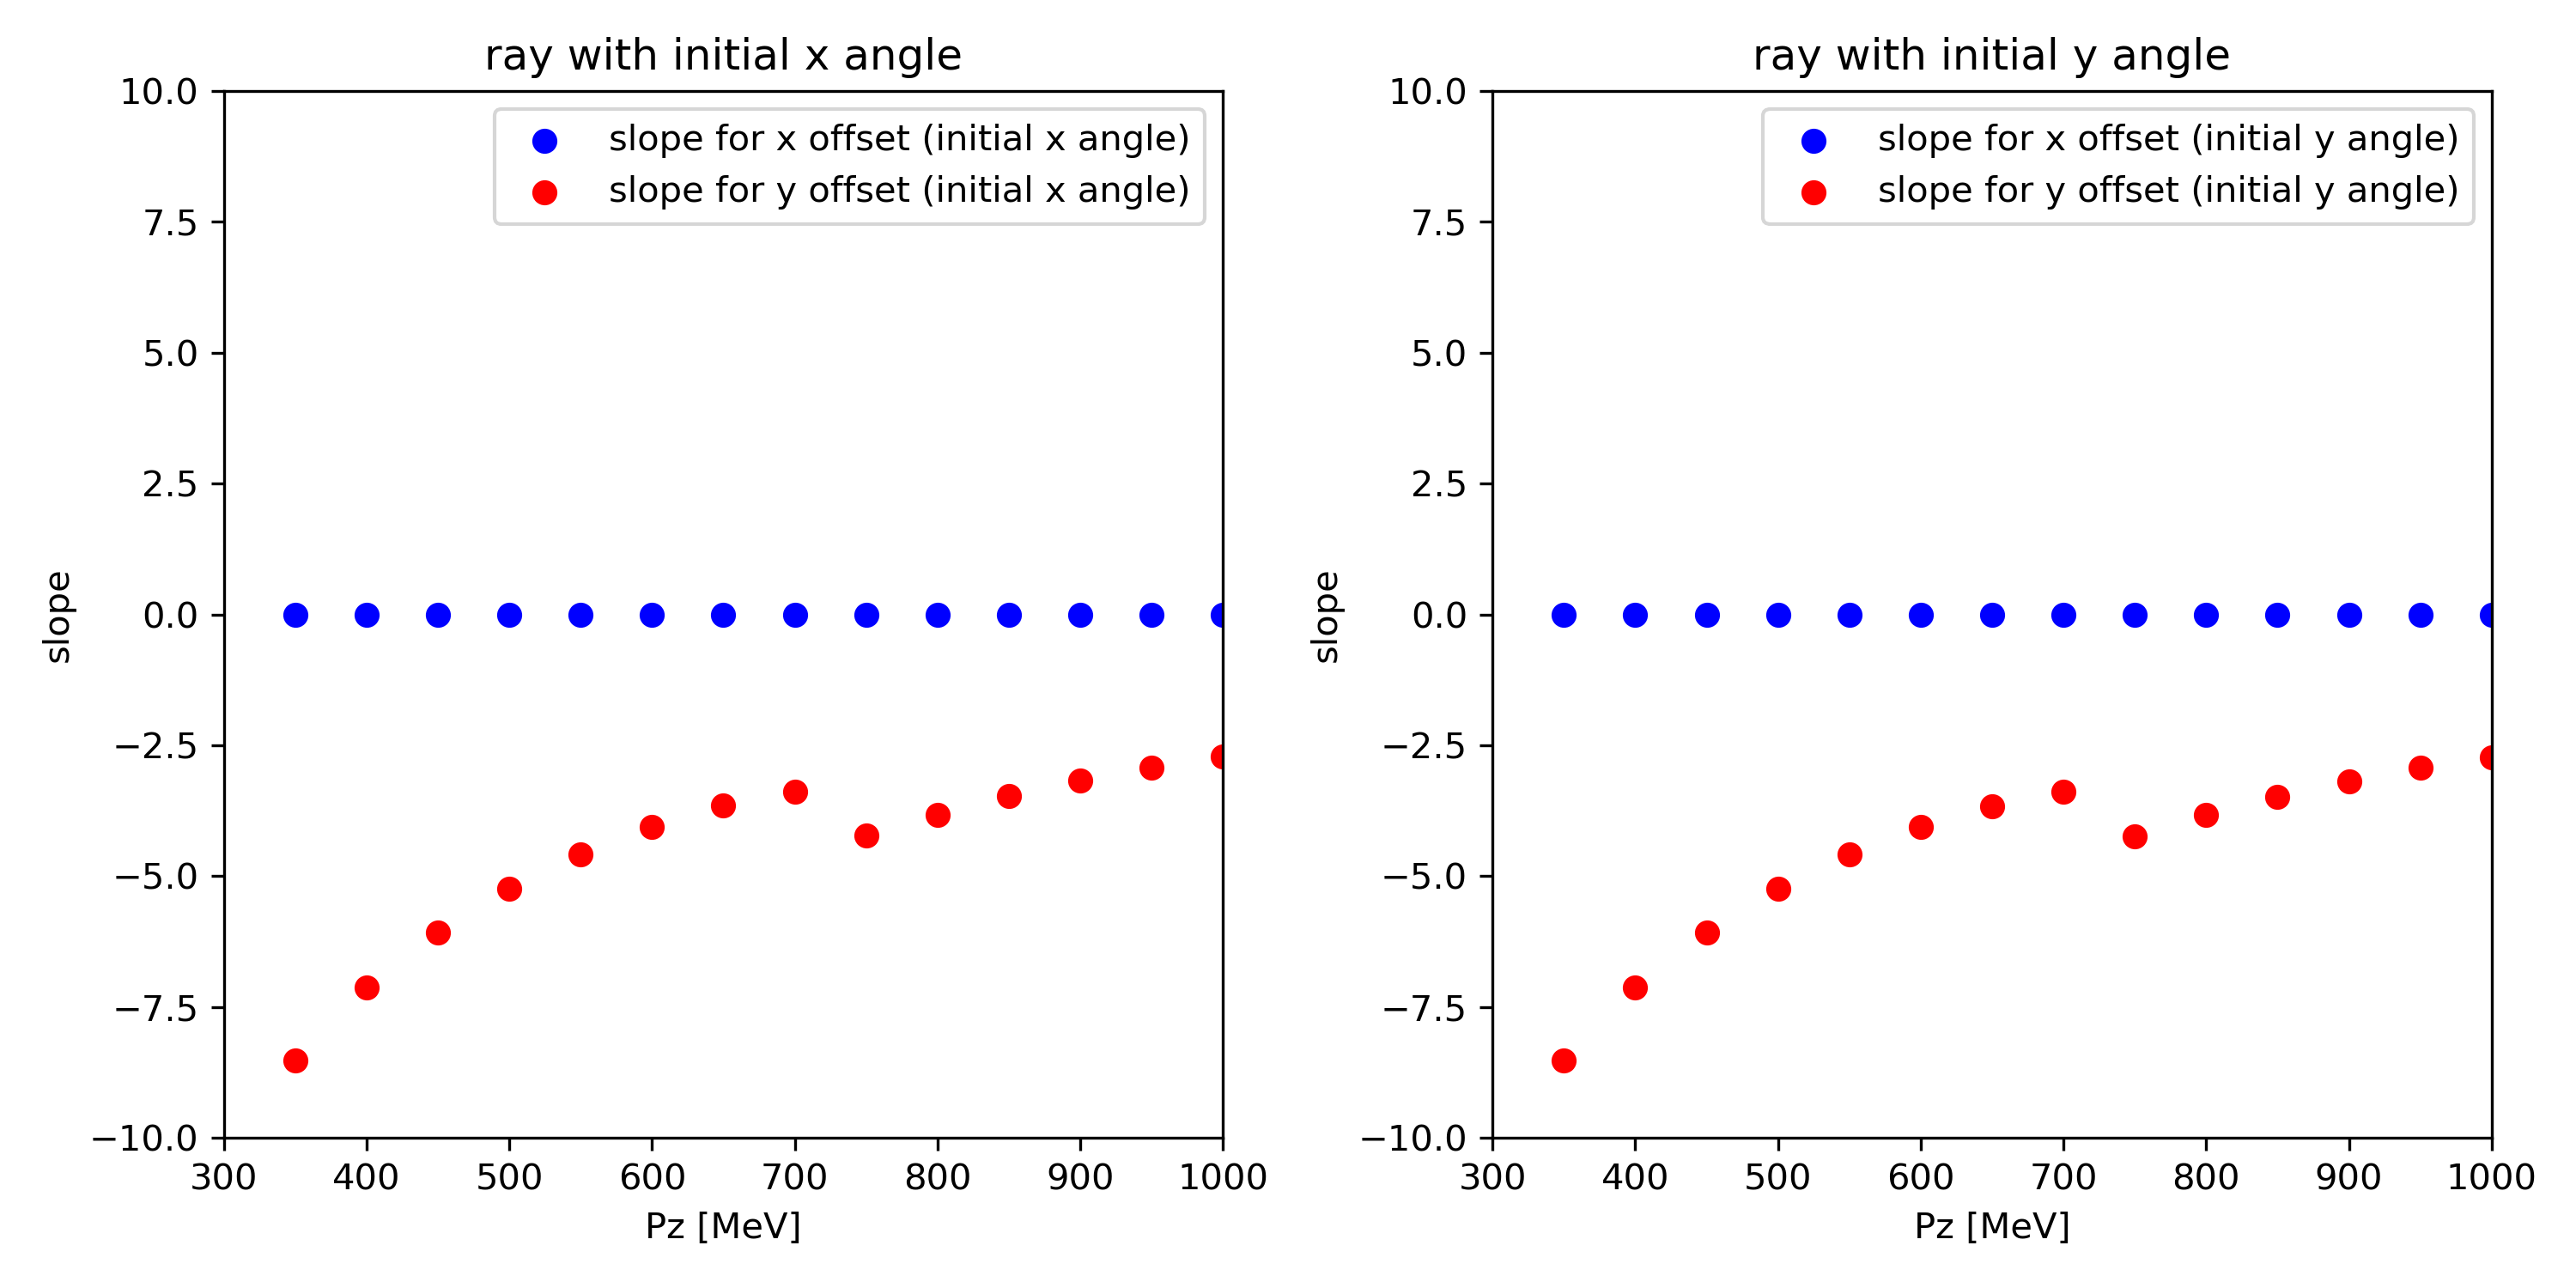 ray with initial x angle
slope for x offset (initial x angle)
slope for y offset (initial x angle)
10.0
7.5
5.0
2.5
0.0
−2.5
−5.0
−7.5
−10.0
slope
300 400 500 600 700 800 900 1000
Pz [MeV]
ray with initial y angle
slope for x offset (initial y angle)
slope for y offset (initial y angle)
10.0
7.5
5.0
2.5
0.0
−2.5
−5.0
−7.5
−10.0
slope
300 400 500 600 700 800 900 1000
Pz [MeV]